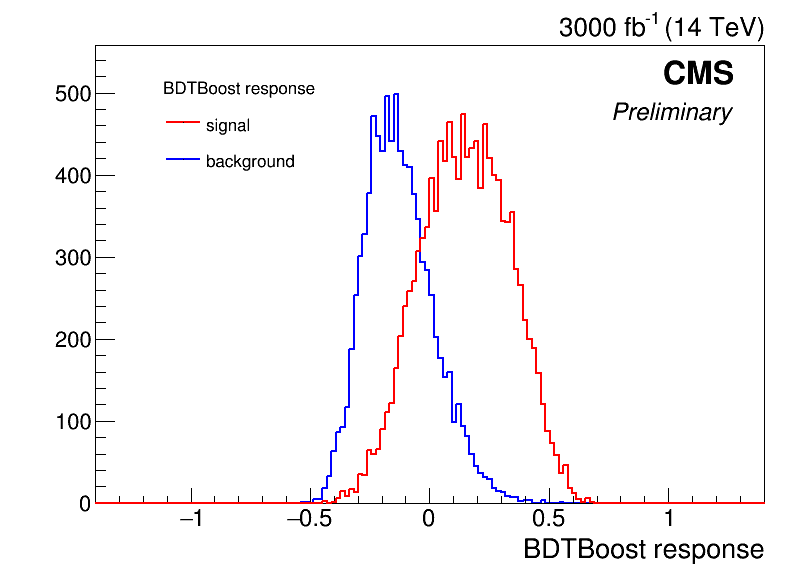 3000 fb⁻¹ (14 TeV)
CMS
Preliminary
BDTBoost response
signal
background
500
400
300
200
100
0
−1 −0.5 0 0.5 1
BDTBoost response